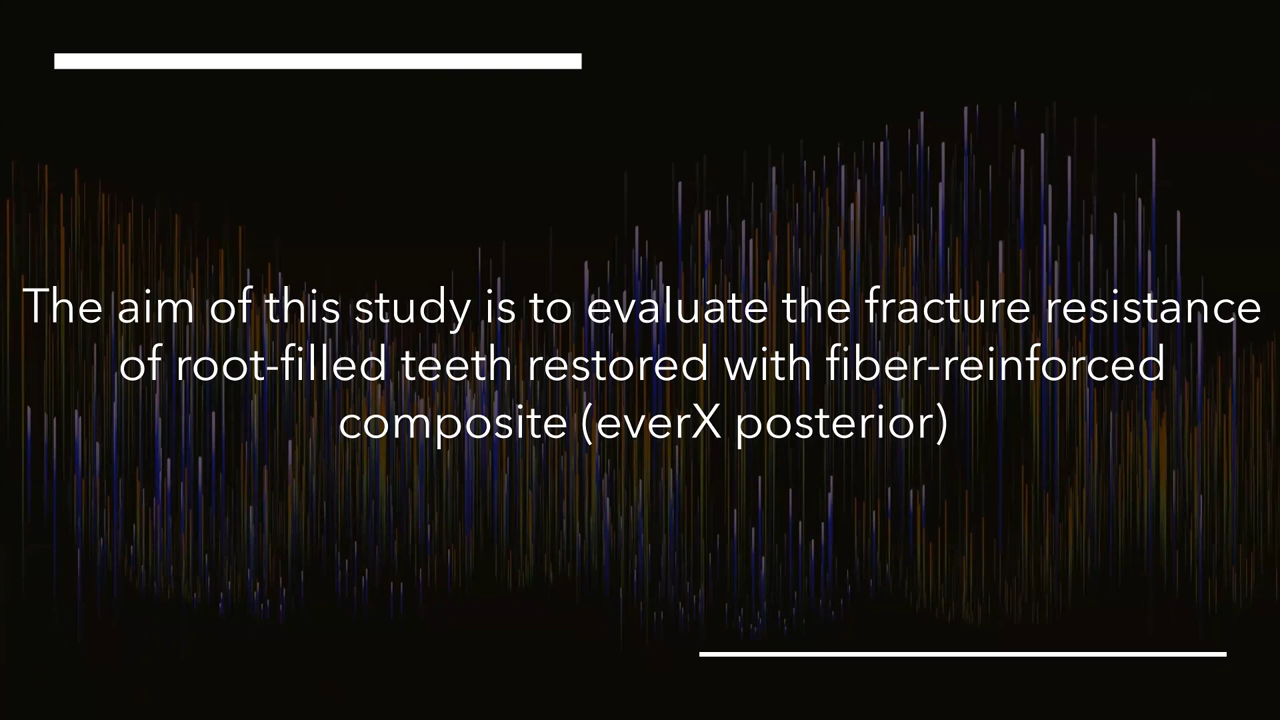 The aim of this study is to evaluate the fracture resistance
of root-filled teeth restored with fiber-reinforced
composite (everX posterior)